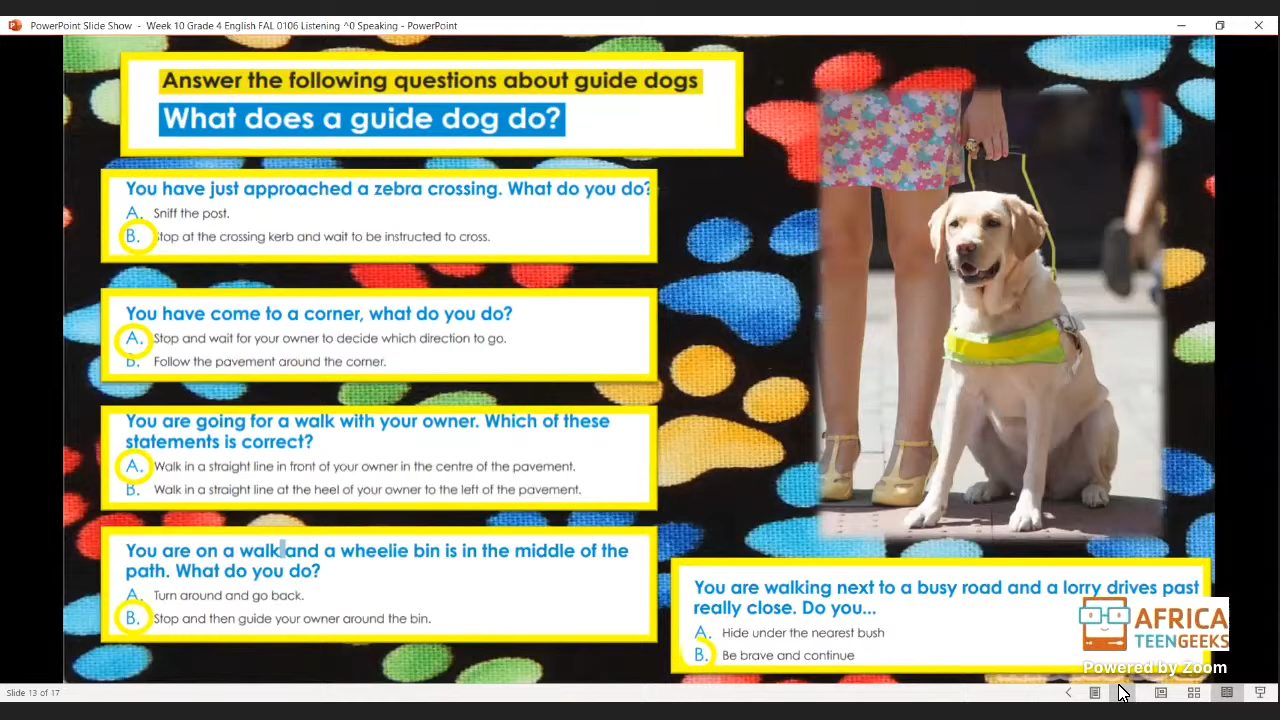 PowerPoint Slide Show - Week 10 Grade 4 English FAL 0106 Listening ^0 Speaking - PowerPoint
Answer the following questions about guide dogs
What does a guide dog do?
You have just approached a zebra crossing. What do you do?
A. Sniff the post.
B. Stop at the crossing kerb and wait to be instructed to cross.
You have come to a corner, what do you do?
A. Stop and wait for your owner to decide which direction to go.
B. Follow the pavement around the corner.
You are going for a walk with your owner. Which of these
statements is correct?
A. Walk in a straight line in front of your owner in the centre of the pavement.
B. Walk in a straight line at the heel of your owner to the left of the pavement.
You are on a walk and a wheelie bin is in the middle of the
path. What do you do?
A. Turn around and go back.
B. Stop and then guide your owner around the bin.
You are walking next to a busy road and a lorry drives past
really close. Do you...
A. Hide under the nearest bush
B. Be brave and continue
AFRICA
TEENGEEKS
Powered by Zoom
Slide 13 of 17